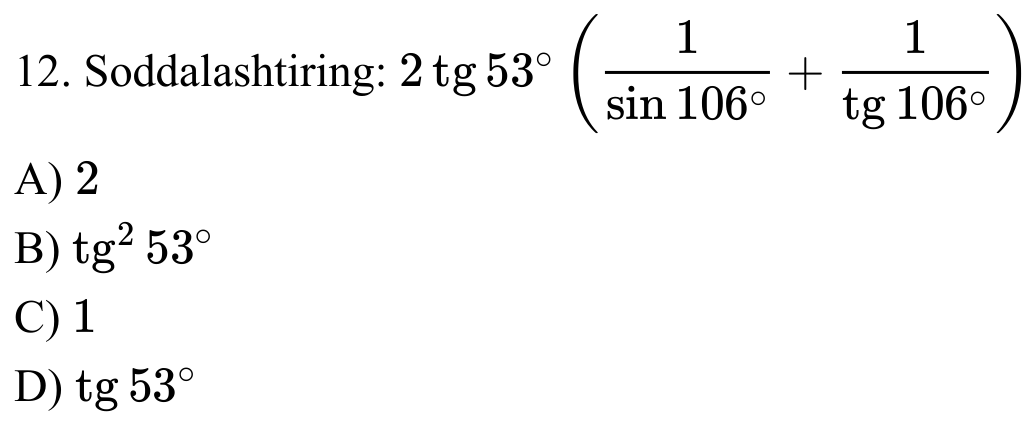 12. Soddalashtiring: 2 tg 53° (1/sin 106° + 1/tg 106°)
A) 2
B) tg² 53°
C) 1
D) tg 53°